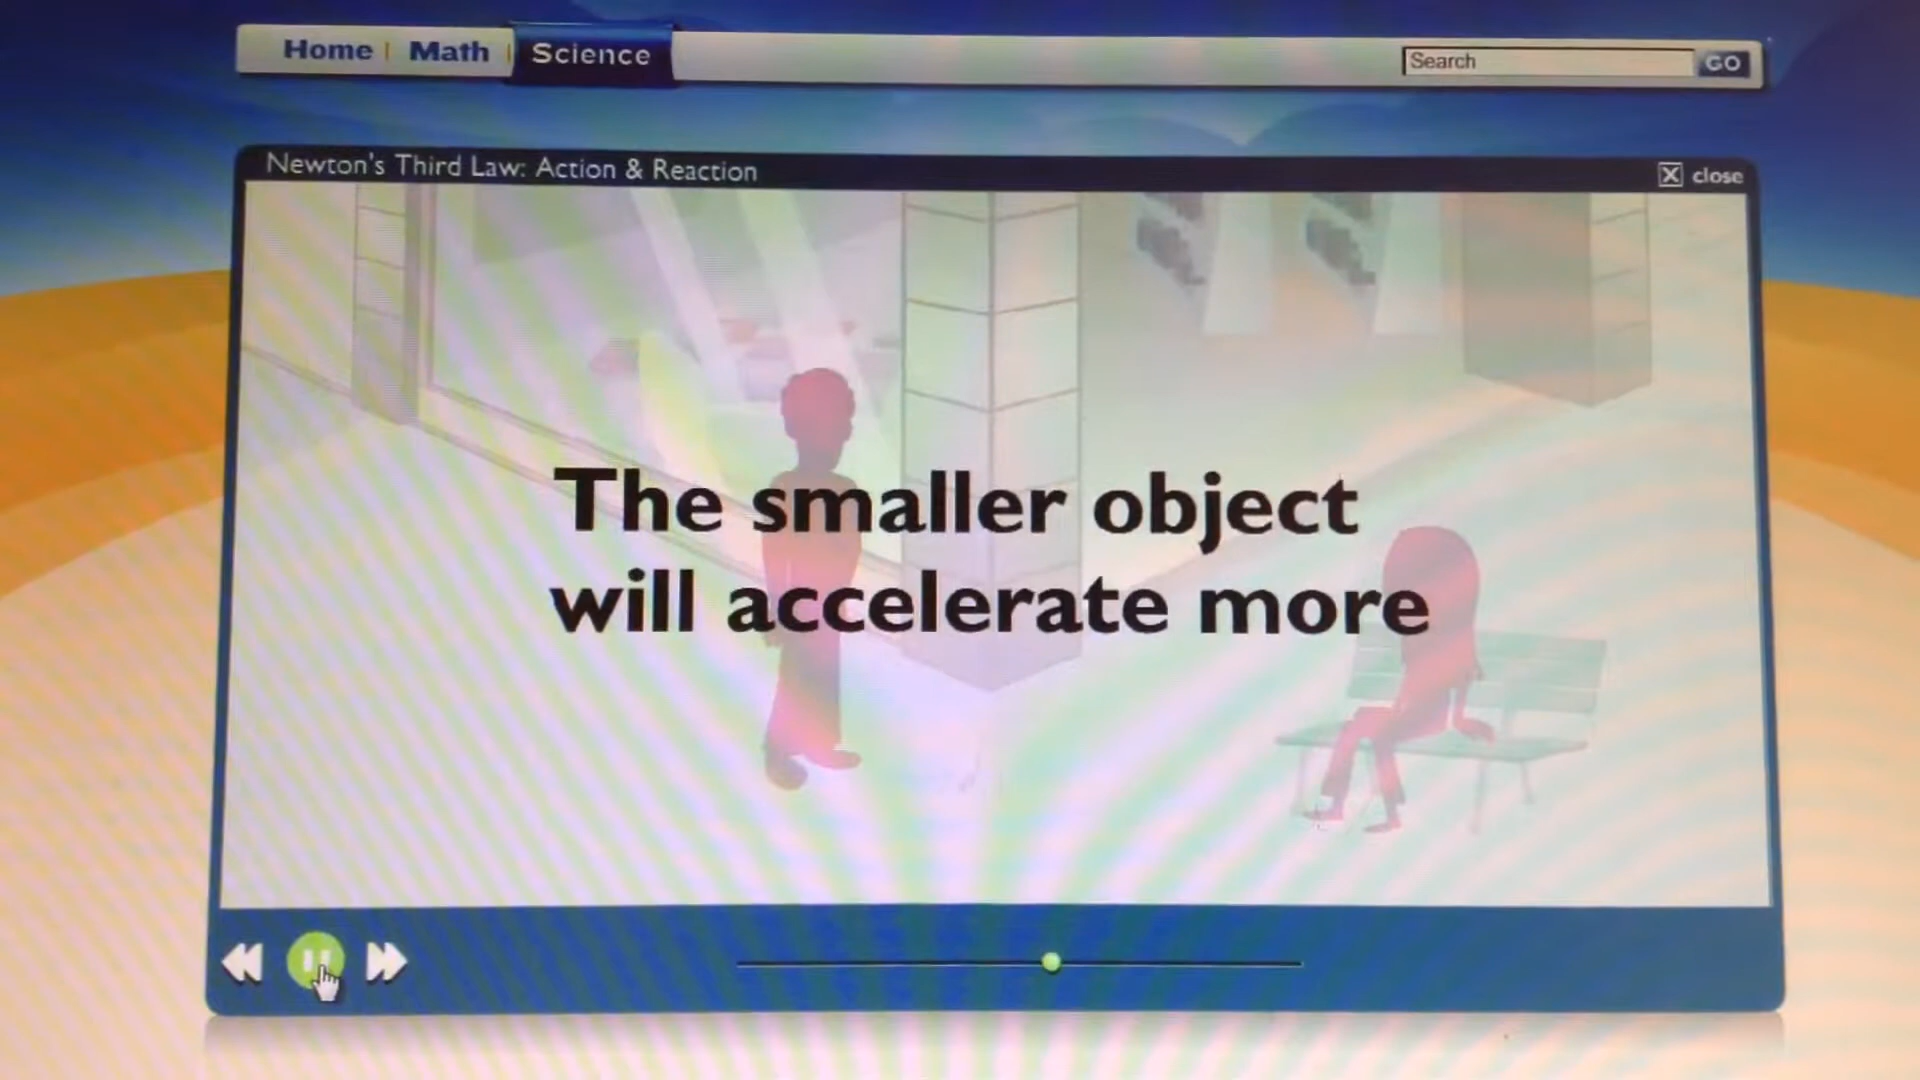 Home | Math | Science
Search GO
Newton's Third Law: Action & Reaction
X close
The smaller object
will accelerate more